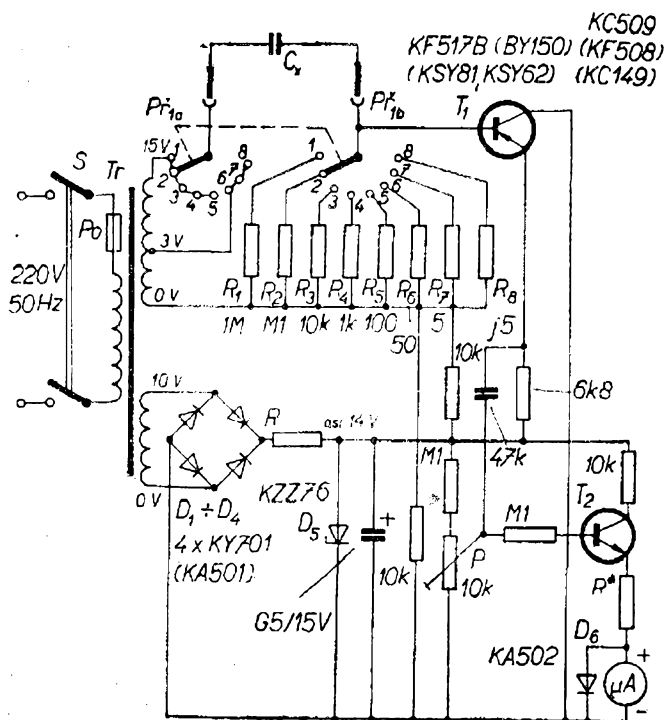 KC509
KF517B (BY150) (KF508)
(KSY81, KSY62) (KC149)
Cx
Př1a
Př1b
T1
15V
1
2
3
4
5
6
7
8
1
2
3
4
5
6
7
8
S
Tr
Po
3V
220V
50Hz
0V
R1 R2 R3 R4 R5 R6 R7 R8
1M M1 10k 1k 100 50 5 j5
10k
6k8
47k
10V
R
asi 14V
M1
10k
T2
0V
D1 ÷ D4
4 x KY701
(KA501)
KZZ76
D5
+
10k
P
10k
M1
R*
G5/15V
KA502
D6
+
µA
-